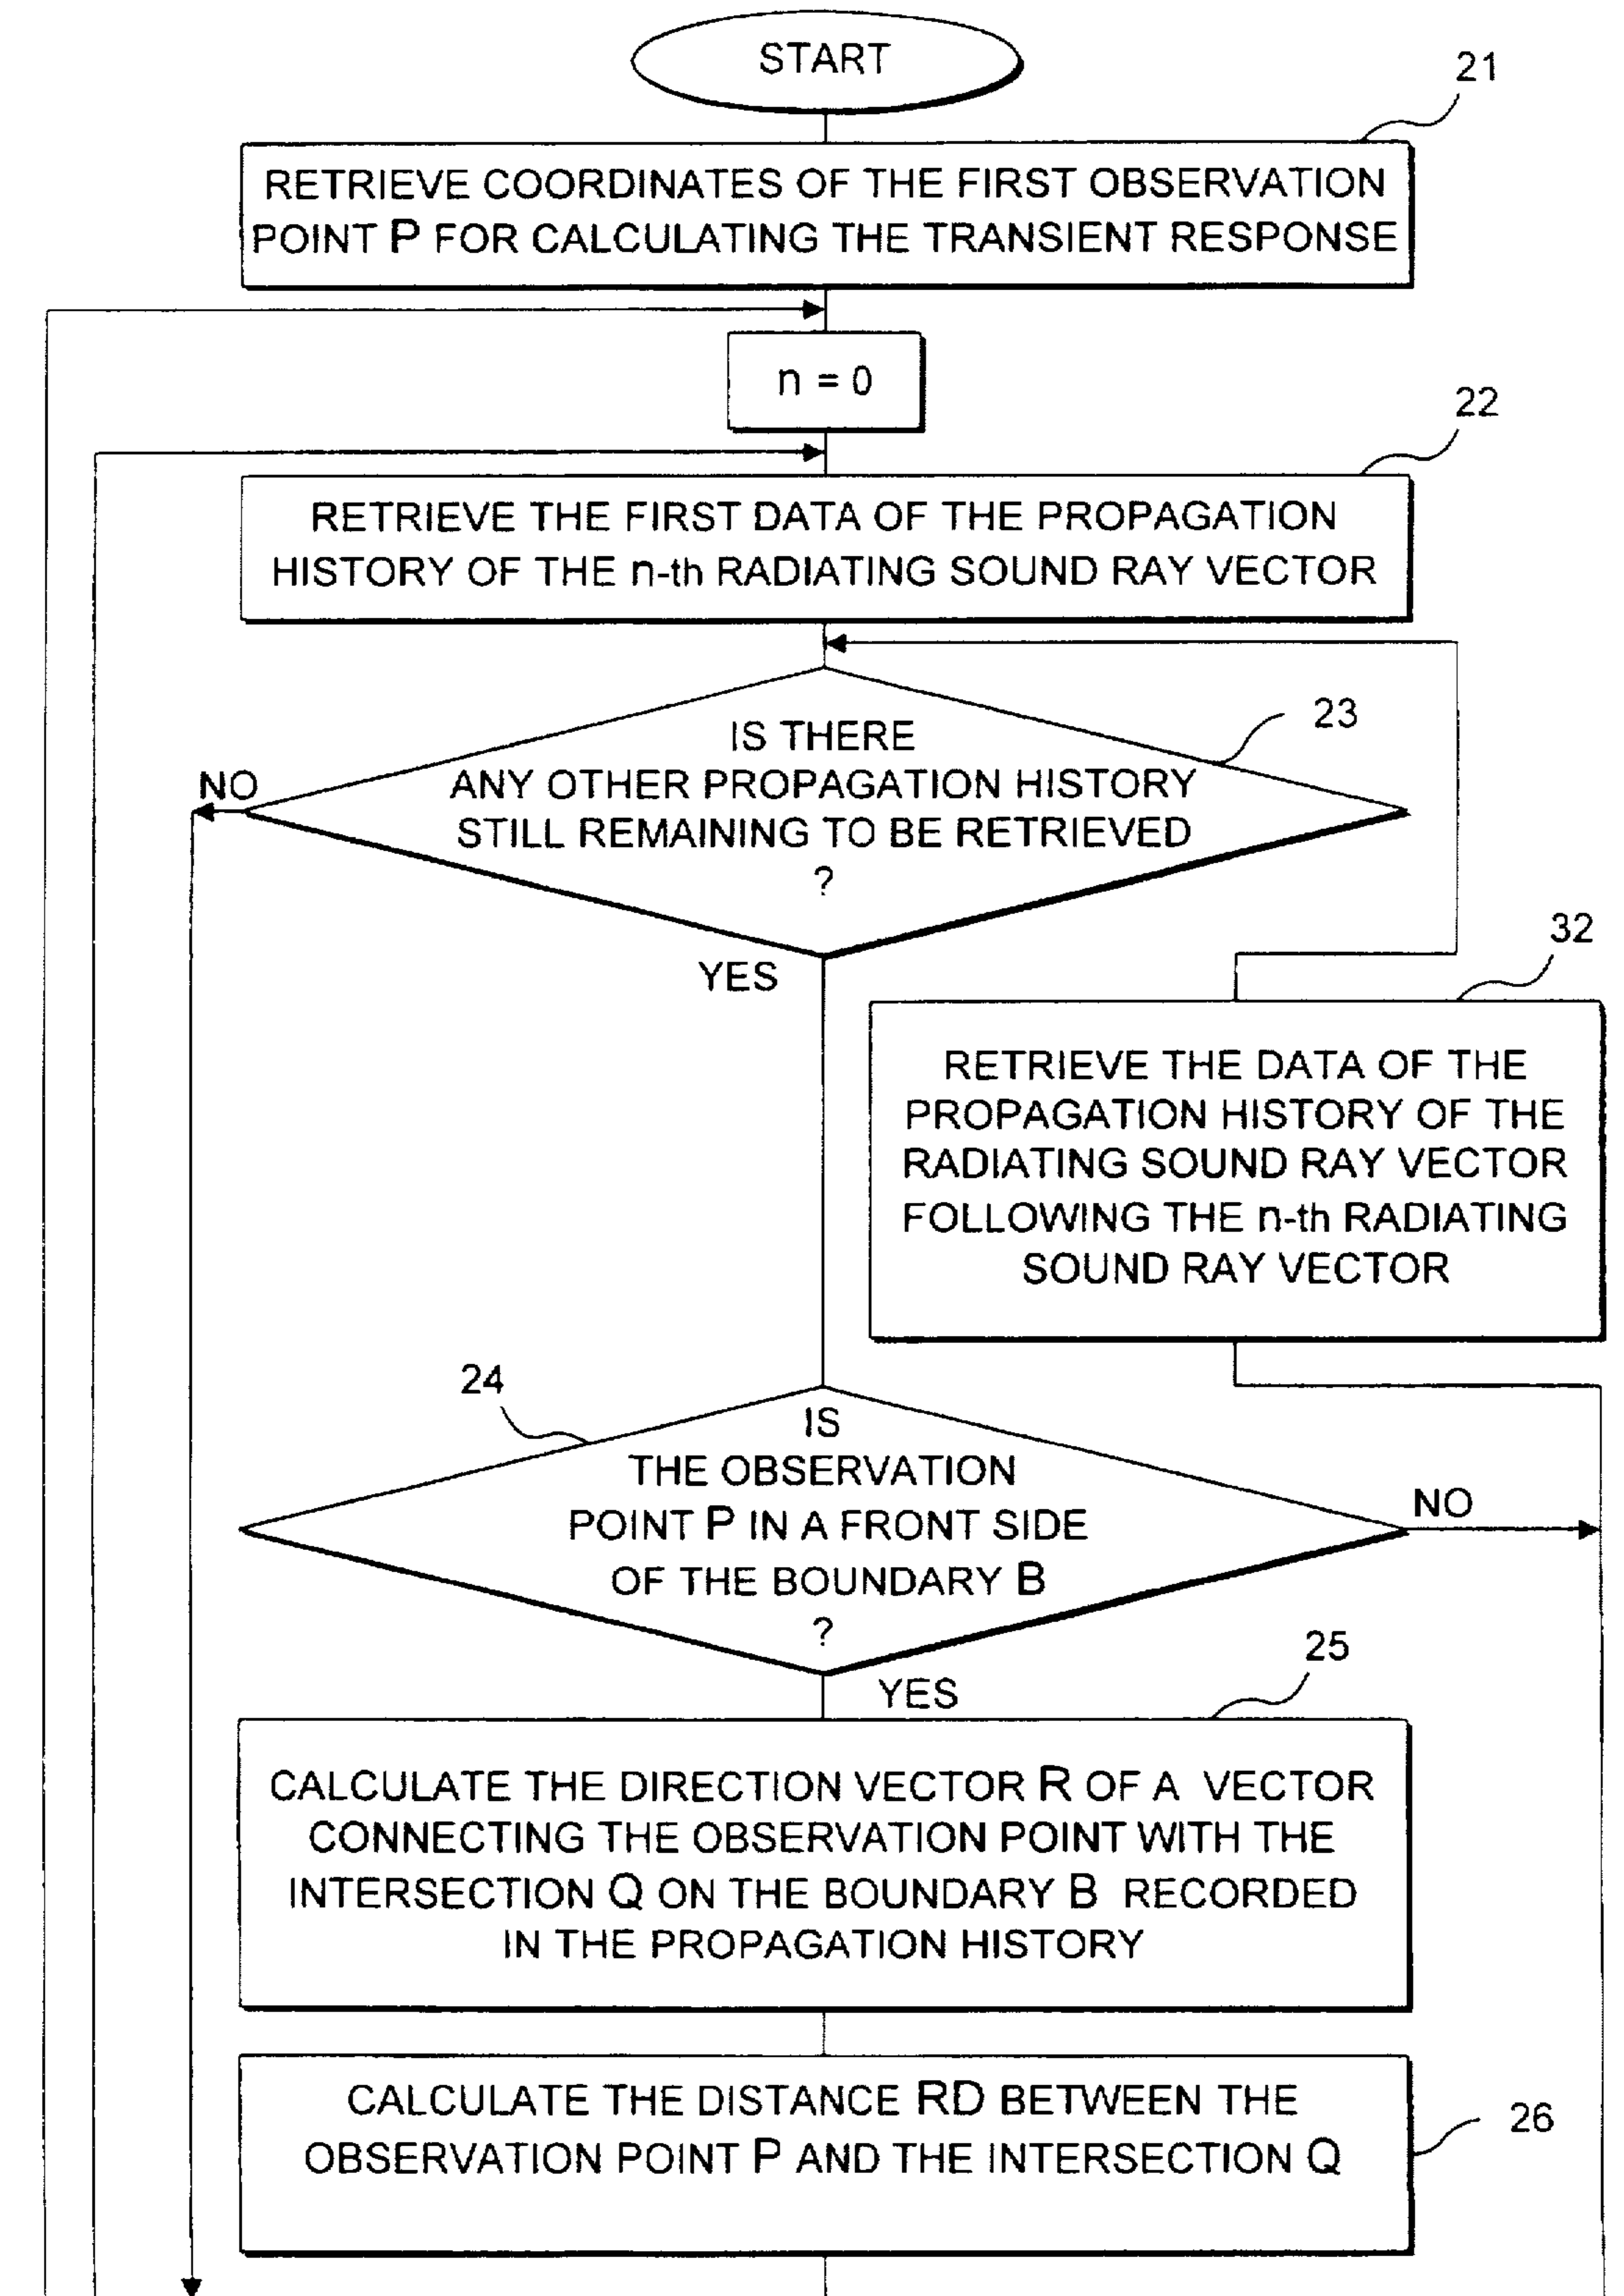 START
21
RETRIEVE COORDINATES OF THE FIRST OBSERVATION
POINT P FOR CALCULATING THE TRANSIENT RESPONSE
n = 0
22
RETRIEVE THE FIRST DATA OF THE PROPAGATION
HISTORY OF THE n-th RADIATING SOUND RAY VECTOR
23
IS THERE
ANY OTHER PROPAGATION HISTORY
STILL REMAINING TO BE RETRIEVED
?
NO
YES
32
RETRIEVE THE DATA OF THE
PROPAGATION HISTORY OF THE
RADIATING SOUND RAY VECTOR
FOLLOWING THE n-th RADIATING
SOUND RAY VECTOR
24
IS
THE OBSERVATION
POINT P IN A FRONT SIDE
OF THE BOUNDARY B
?
NO
YES
25
CALCULATE THE DIRECTION VECTOR R OF A VECTOR
CONNECTING THE OBSERVATION POINT WITH THE
INTERSECTION Q ON THE BOUNDARY B RECORDED
IN THE PROPAGATION HISTORY
CALCULATE THE DISTANCE RD BETWEEN THE
OBSERVATION POINT P AND THE INTERSECTION Q
26